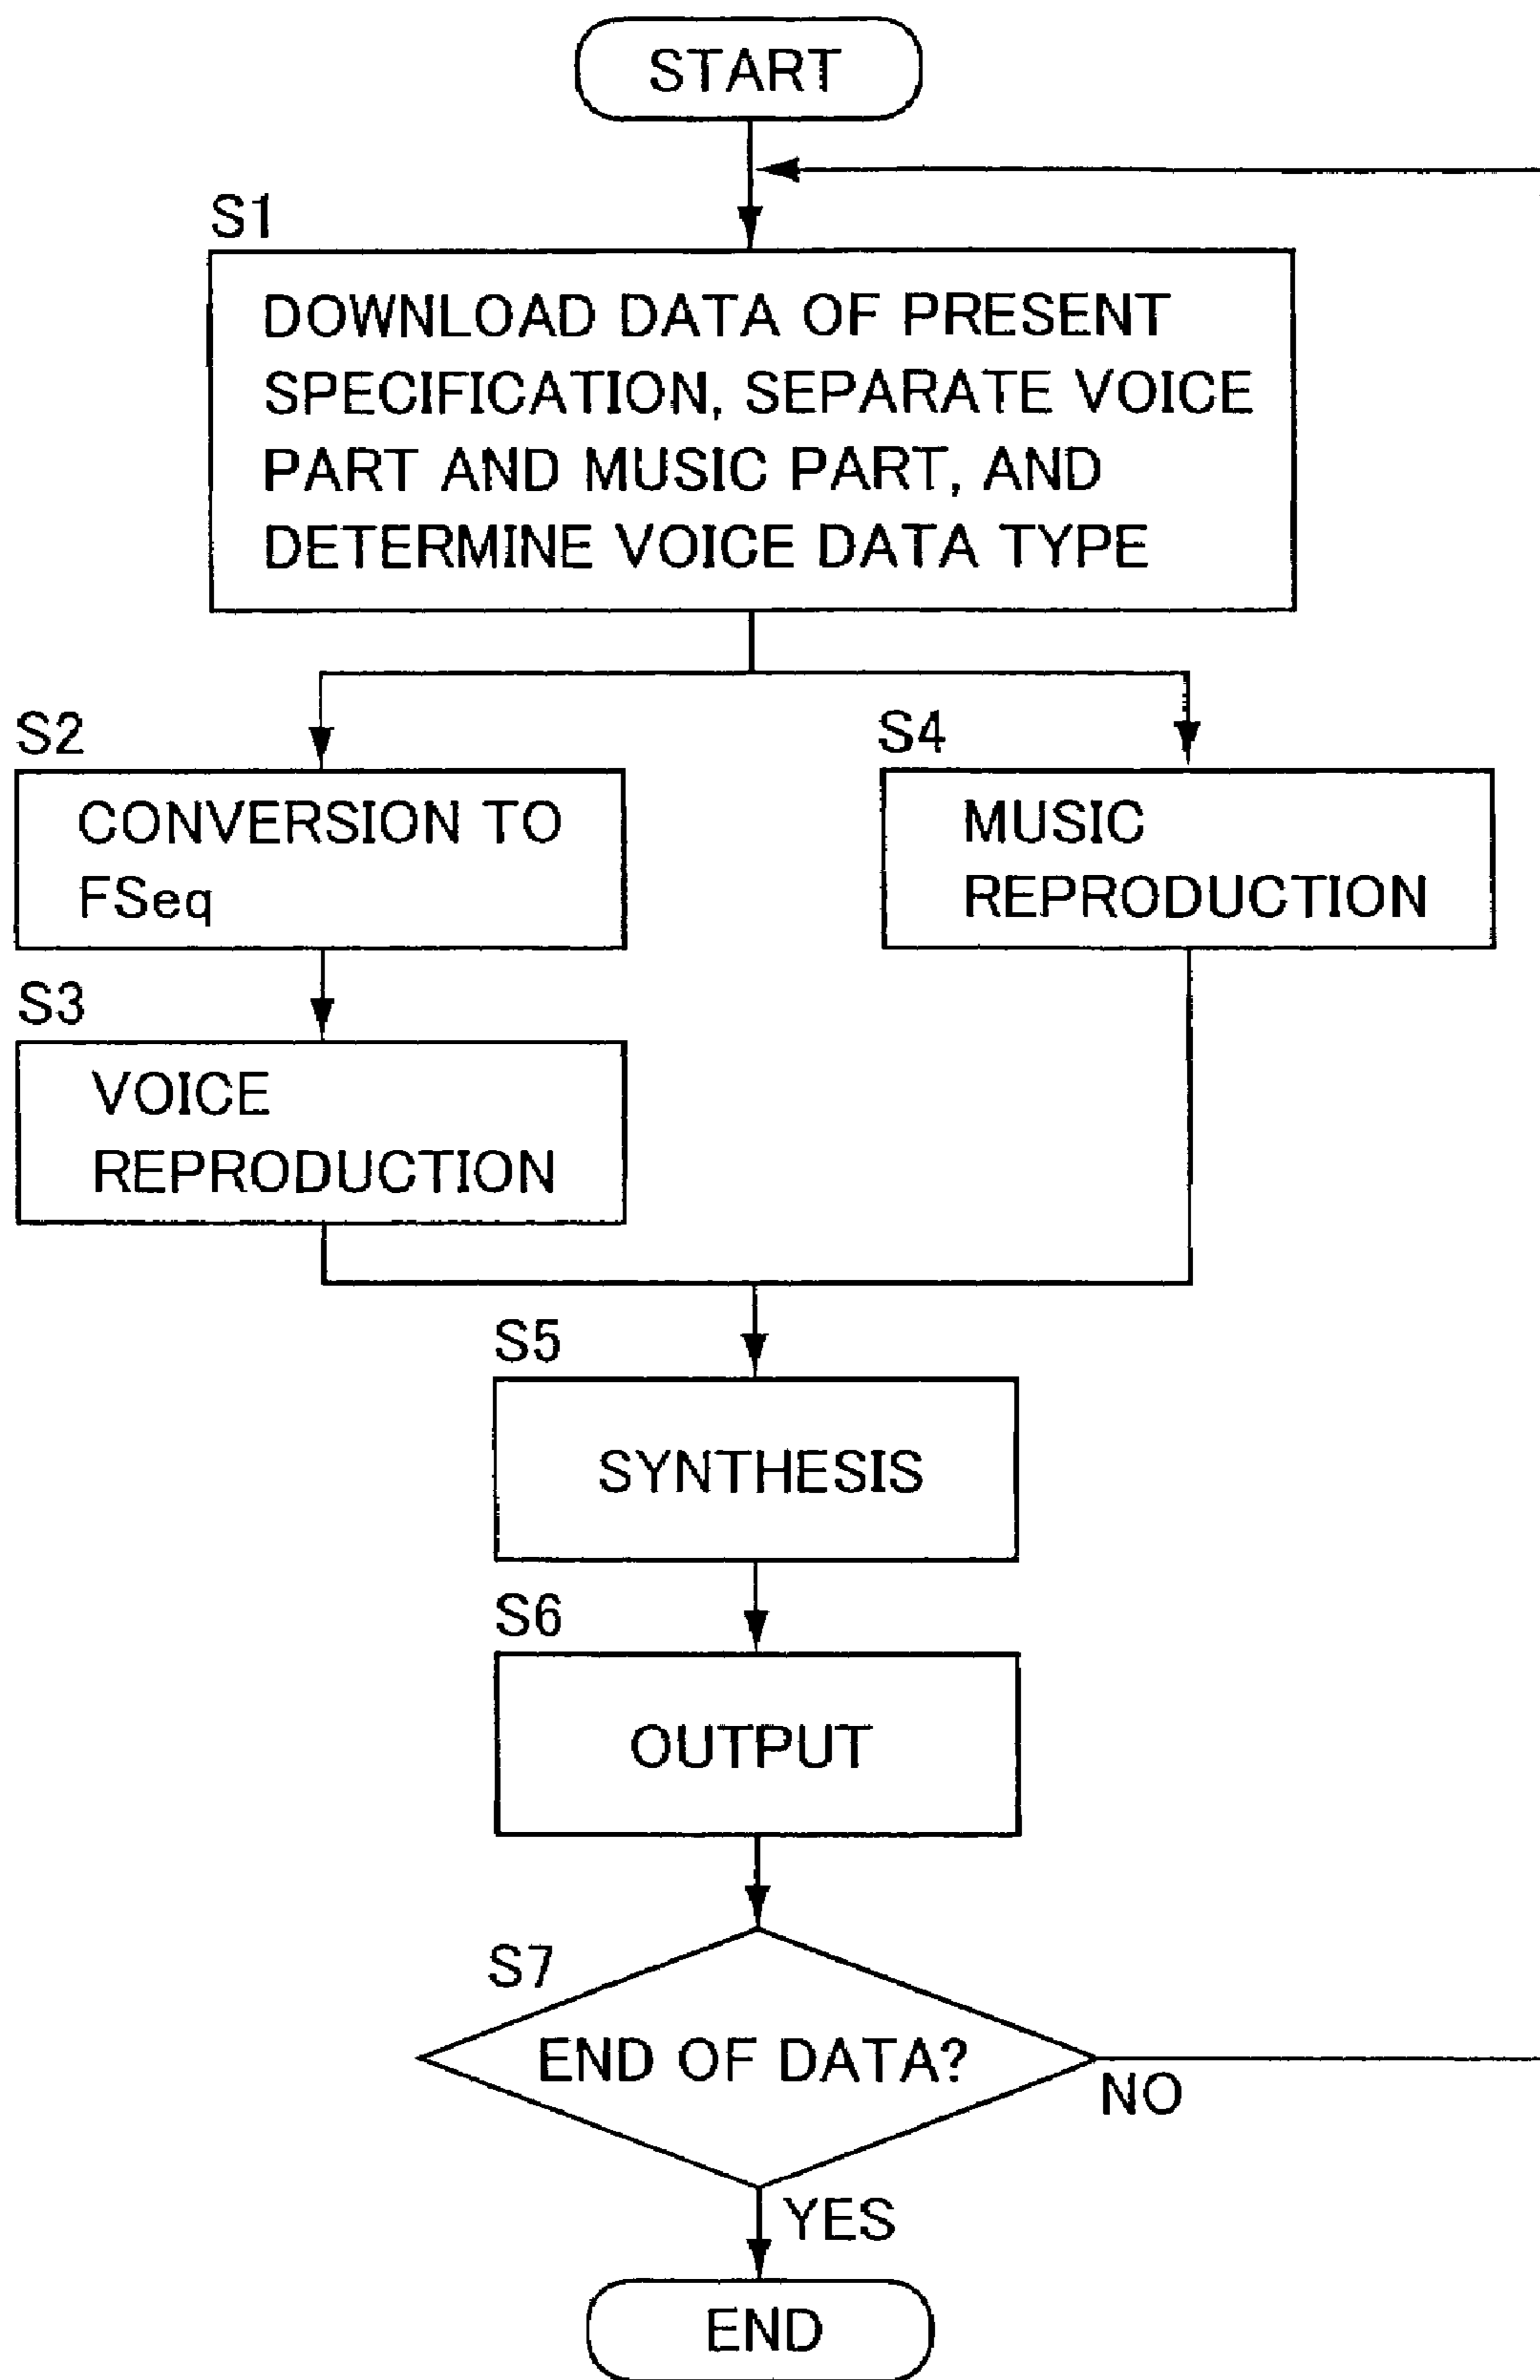 START
S1
DOWNLOAD DATA OF PRESENT
SPECIFICATION, SEPARATE VOICE
PART AND MUSIC PART, AND
DETERMINE VOICE DATA TYPE
S2
CONVERSION TO
FSeq
S4
MUSIC
REPRODUCTION
S3
VOICE
REPRODUCTION
S5
SYNTHESIS
S6
OUTPUT
S7
END OF DATA?
NO
YES
END